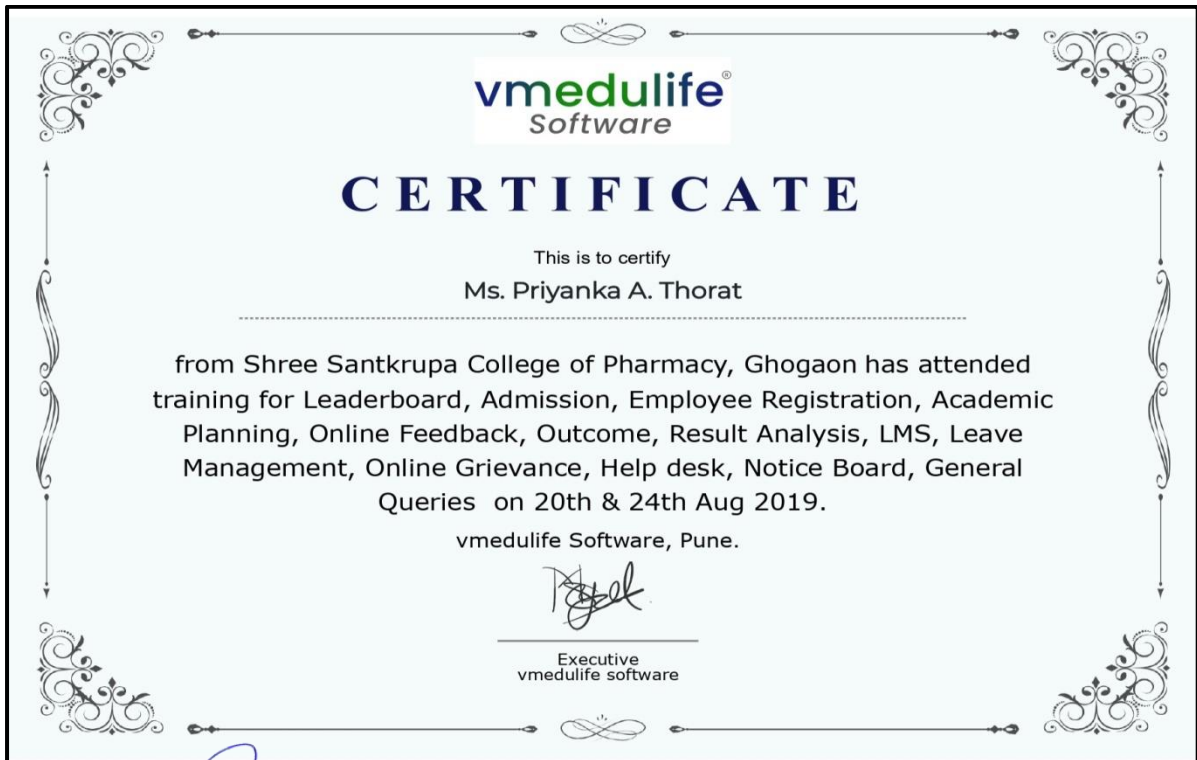 vmedulife®
Software
CERTIFICATE
This is to certify
Ms. Priyanka A. Thorat
from Shree Santkrupa College of Pharmacy, Ghogaon has attended
training for Leaderboard, Admission, Employee Registration, Academic
Planning, Online Feedback, Outcome, Result Analysis, LMS, Leave
Management, Online Grievance, Help desk, Notice Board, General
Queries on 20th & 24th Aug 2019.
vmedulife Software, Pune.
Executive
vmedulife software